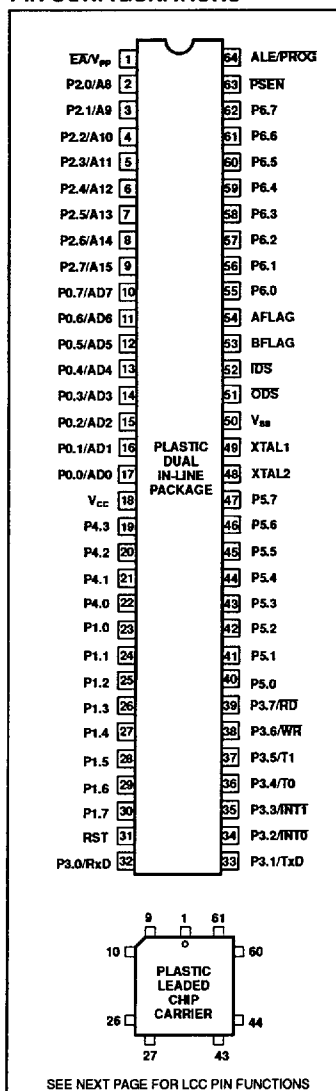 PIN CONFIGURATIONS
EA/VPP 1 64 ALE/PROG
P2.0/A8 2 63 PSEN
P2.1/A9 3 62 P6.7
P2.2/A10 4 61 P6.6
P2.3/A11 5 60 P6.5
P2.4/A12 6 59 P6.4
P2.5/A13 7 58 P6.3
P2.6/A14 8 57 P6.2
P2.7/A15 9 56 P6.1
P0.7/AD7 10 55 P6.0
P0.6/AD6 11 54 AFLAG
P0.5/AD5 12 53 BFLAG
P0.4/AD4 13 52 IDS
P0.3/AD3 14 51 ODS
P0.2/AD2 15 50 VSS
P0.1/AD1 16 49 XTAL1
P0.0/AD0 17 48 XTAL2
VCC 18 47 P5.7
P4.3 19 46 P5.6
P4.2 20 45 P5.5
P4.1 21 44 P5.4
P4.0 22 43 P5.3
P1.0 23 42 P5.2
P1.1 24 41 P5.1
P1.2 25 40 P5.0
P1.3 26 39 P3.7/RD
P1.4 27 38 P3.6/WR
P1.5 28 37 P3.5/T1
P1.6 29 36 P3.4/T0
P1.7 30 35 P3.3/INT1
RST 31 34 P3.2/INT0
P3.0/RxD 32 33 P3.1/TxD
PLASTIC
DUAL
IN-LINE
PACKAGE
9 1 61
10 60
PLASTIC
LEADED
CHIP
CARRIER
26 44
27 43
SEE NEXT PAGE FOR LCC PIN FUNCTIONS